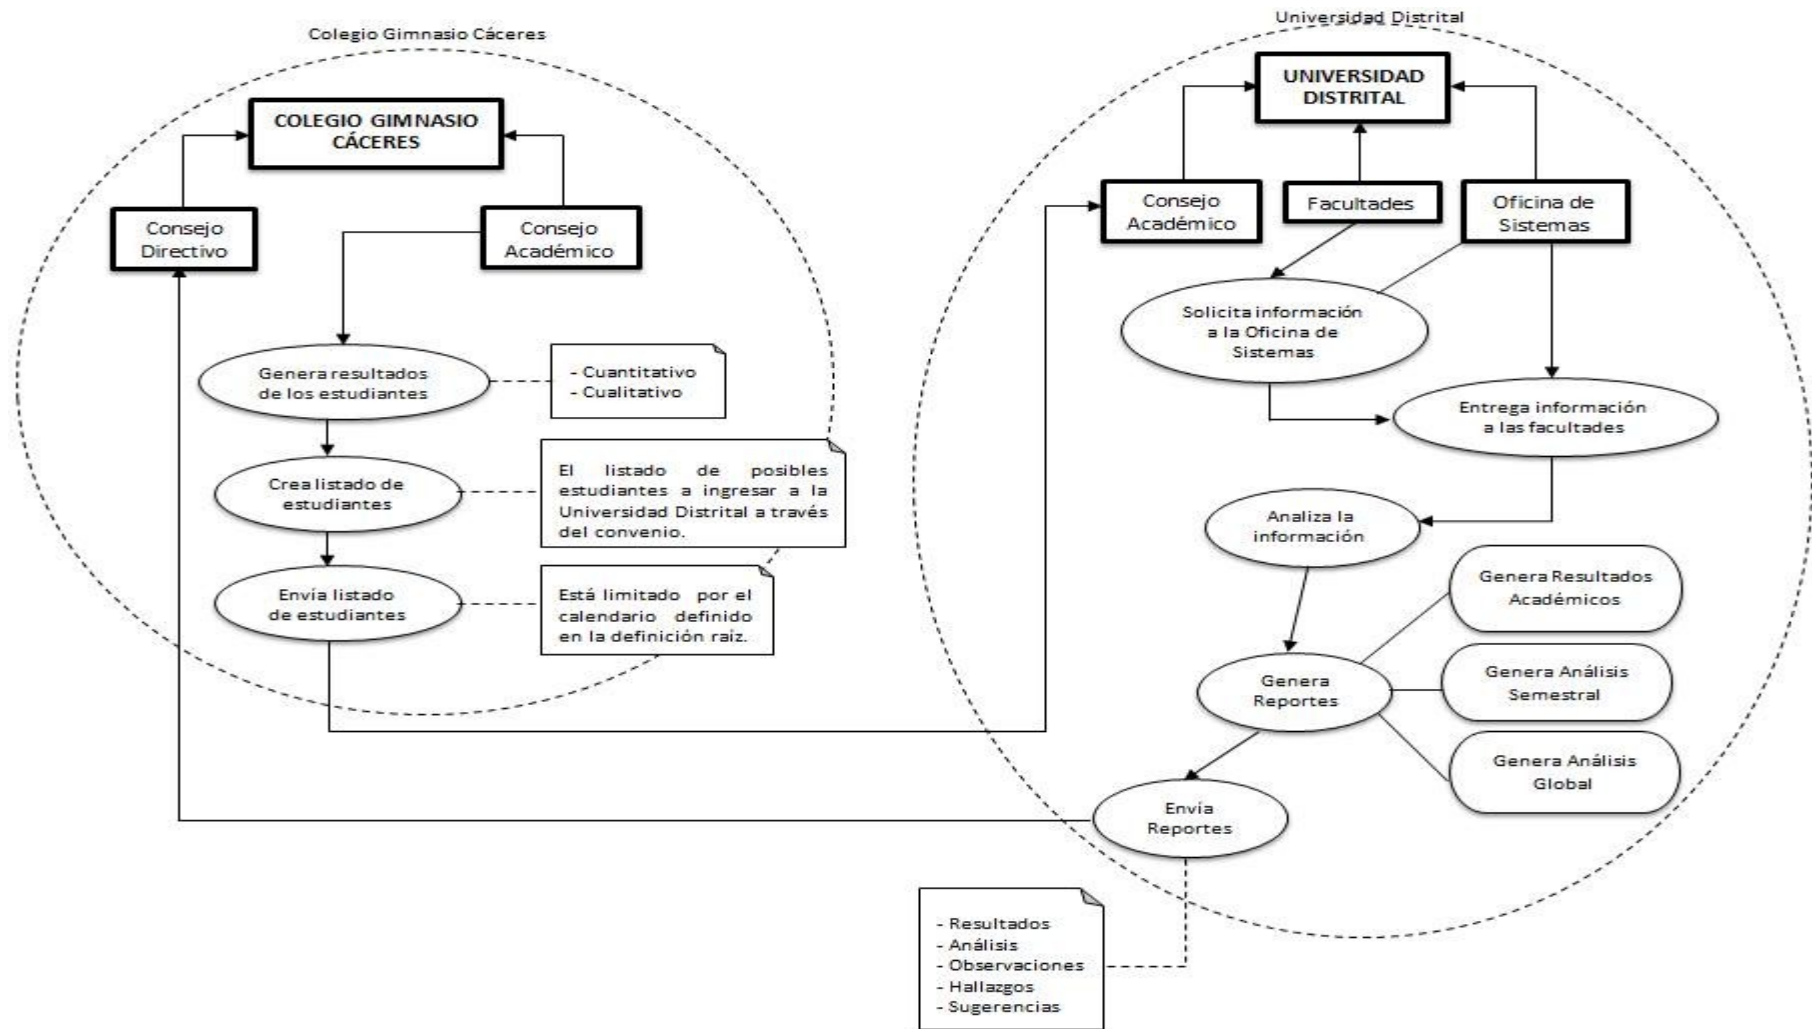 Colegio Gimnasio Cáceres
COLEGIO GIMNASIO
CÁCERES
Consejo
Directivo
Consejo
Académico
Genera resultados
de los estudiantes
- Cuantitativo
- Cualitativo
Crea listado de
estudiantes
El listado de posibles
estudiantes a ingresar a la
Universidad Distrital a través
del convenio.
Envía listado
de estudiantes
Está limitado por el
calendario definido
en la definición raíz.
Universidad Distrital
UNIVERSIDAD
DISTRITAL
Consejo
Académico
Facultades
Oficina de
Sistemas
Solicita información
a la Oficina de
Sistemas
Entrega información
a las facultades
Analiza la
información
Genera Resultados
Académicos
Genera
Reportes
Genera Análisis
Semestral
Genera Análisis
Global
Envía
Reportes
- Resultados
- Análisis
- Observaciones
- Hallazgos
- Sugerencias